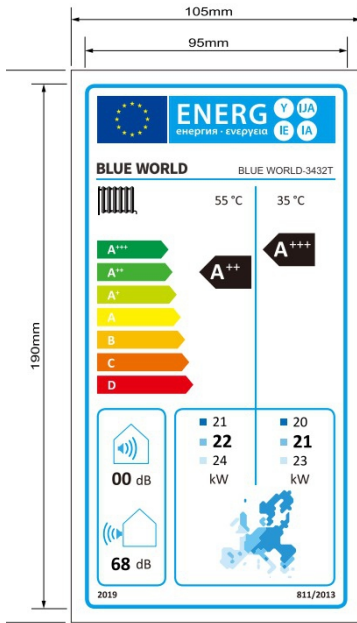 105mm
95mm
190mm
ENERG Y IJA
енергия · ενεργεια IE IA
BLUE WORLD BLUE WORLD-3432T
55 °C 35 °C
A+++
A++
A+
A
B
C
D
A++ A+++
21 20
22 21
24 23
kW kW
00 dB
68 dB
2019 811/2013